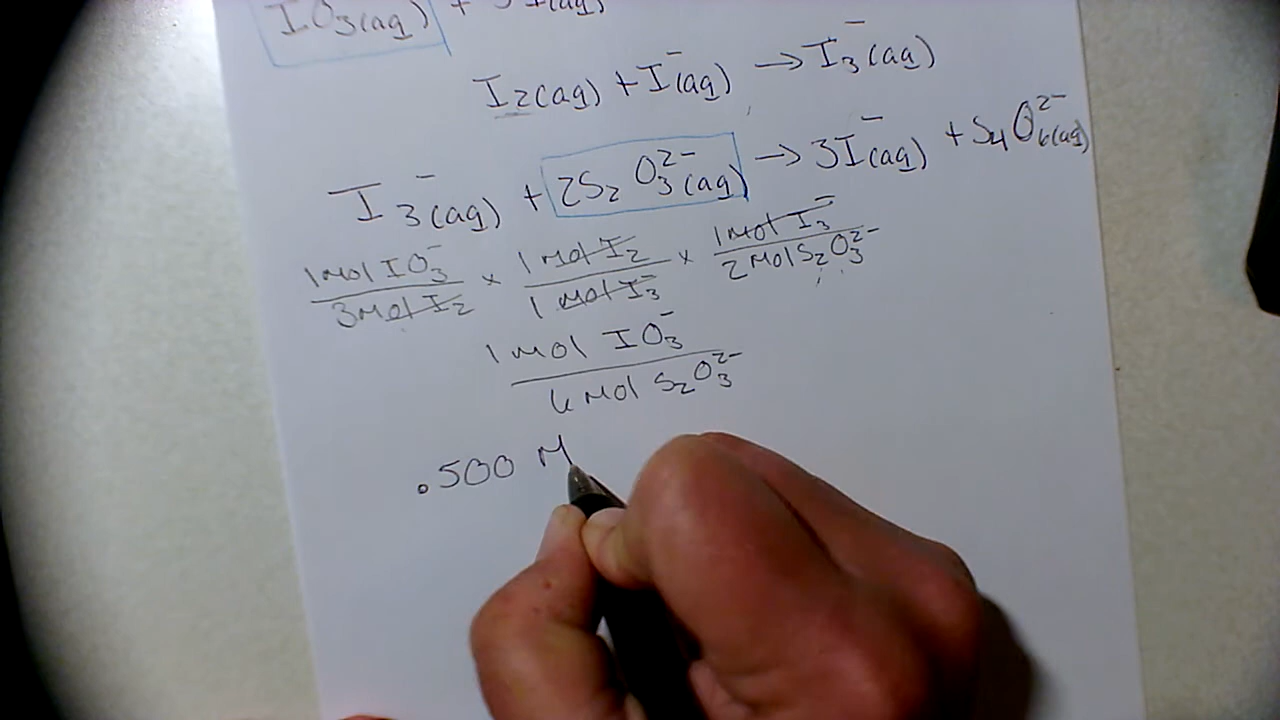 IO₃(aq) +
I₂(aq) + I⁻(aq) → I₃⁻(aq)
I₃⁻(aq) + 2S₂O₃²⁻(aq) → 3I⁻(aq) + S₄O₆²⁻(aq)
1 mol IO₃⁻ / 3 mol I₂ × 1 mol I₂ / 1 mol I₃⁻ × 1 mol I₃⁻ / 2 mol S₂O₃²⁻
1 mol IO₃⁻ / 6 mol S₂O₃²⁻
.500 M